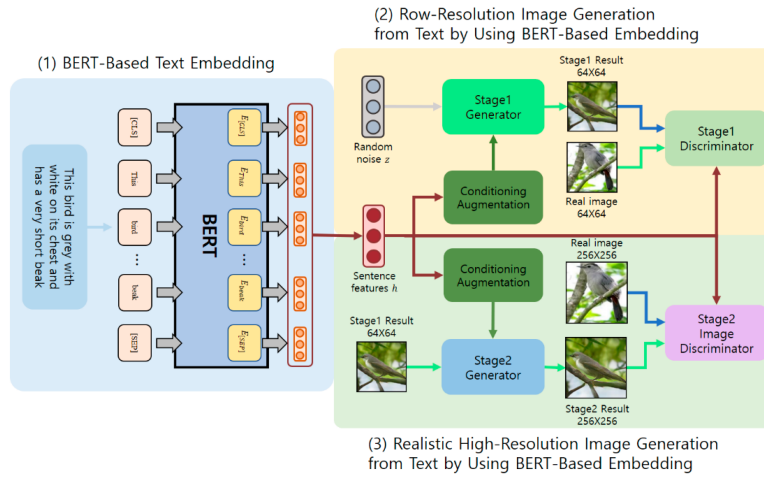 (1) BERT-Based Text Embedding
This bird is grey with
white on its chest and
has a very short beak
[CLS]
This
bird
...
beak
[SEP]
BERT
E[CLS]
EThis
Ebird
...
Ebeak
E[SEP]
(2) Row-Resolution Image Generation
from Text by Using BERT-Based Embedding
Random
noise z
Stage1
Generator
Stage1 Result
64X64
Conditioning
Augmentation
Real image
64X64
Stage1
Discriminator
Sentence
features h
Conditioning
Augmentation
Real image
256X256
Stage1 Result
64X64
Stage2
Generator
Stage2 Result
256X256
Stage2
Image
Discriminator
(3) Realistic High-Resolution Image Generation
from Text by Using BERT-Based Embedding